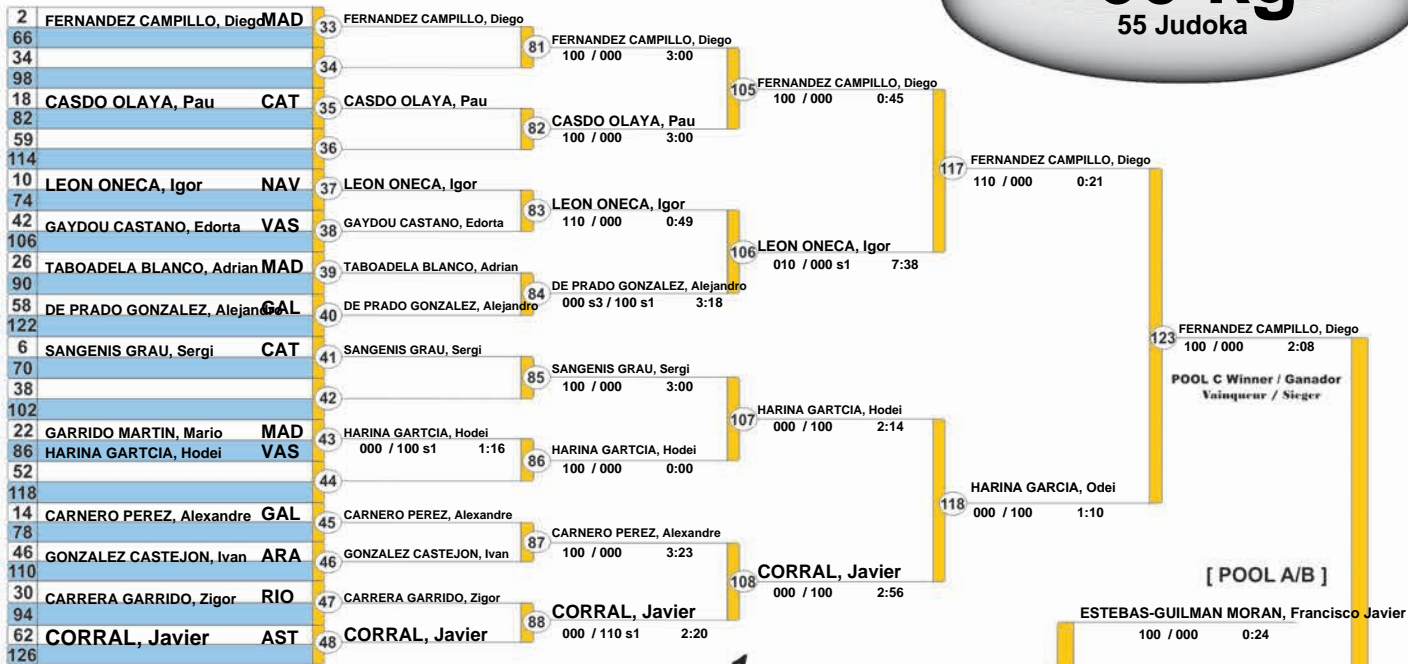 55 Judoka
2 FERNANDEZ CAMPILLO, Diego MAD
66
34
98
18 CASDO OLAYA, Pau CAT
82
59
114
10 LEON ONECA, Igor NAV
74
42 GAYDOU CASTANO, Edorta VAS
106
26 TABOADELA BLANCO, Adrian MAD
90
58 DE PRADO GONZALEZ, Alejandro GAL
122
6 SANGENIS GRAU, Sergi CAT
70
38
102
22 GARRIDO MARTIN, Mario MAD
86 HARINA GARTCIA, Hodei VAS
52
118
14 CARNERO PEREZ, Alexandre GAL
78
46 GONZALEZ CASTEJON, Ivan ARA
110
30 CARRERA GARRIDO, Zigor RIO
94
62 CORRAL, Javier AST
126
33 FERNANDEZ CAMPILLO, Diego
34
35 CASDO OLAYA, Pau
36
37 LEON ONECA, Igor
38 GAYDOU CASTANO, Edorta
39 TABOADELA BLANCO, Adrian
40 DE PRADO GONZALEZ, Alejandro
41 SANGENIS GRAU, Sergi
42
43 HARINA GARTCIA, Hodei
000 / 100 s1 1:16
44
45 CARNERO PEREZ, Alexandre
46 GONZALEZ CASTEJON, Ivan
47 CARRERA GARRIDO, Zigor
48 CORRAL, Javier
81 FERNANDEZ CAMPILLO, Diego
100 / 000 3:00
82 CASDO OLAYA, Pau
100 / 000 3:00
83 LEON ONECA, Igor
110 / 000 0:49
84 DE PRADO GONZALEZ, Alejandro
000 s3 / 100 s1 3:18
85 SANGENIS GRAU, Sergi
100 / 000 3:00
86 HARINA GARTCIA, Hodei
100 / 000 0:00
87 CARNERO PEREZ, Alexandre
100 / 000 3:23
88 CORRAL, Javier
000 / 110 s1 2:20
105 FERNANDEZ CAMPILLO, Diego
100 / 000 0:45
106 LEON ONECA, Igor
010 / 000 s1 7:38
107 HARINA GARTCIA, Hodei
000 / 100 2:14
108 CORRAL, Javier
000 / 100 2:56
117 FERNANDEZ CAMPILLO, Diego
110 / 000 0:21
118 HARINA GARCIA, Odei
000 / 100 1:10
123 FERNANDEZ CAMPILLO, Diego
100 / 000 2:08
POOL C Winner / Ganador
Vainqueur / Sieger
[ POOL A/B ]
ESTEBAS-GUILMAN MORAN, Francisco Javier
100 / 000 0:24